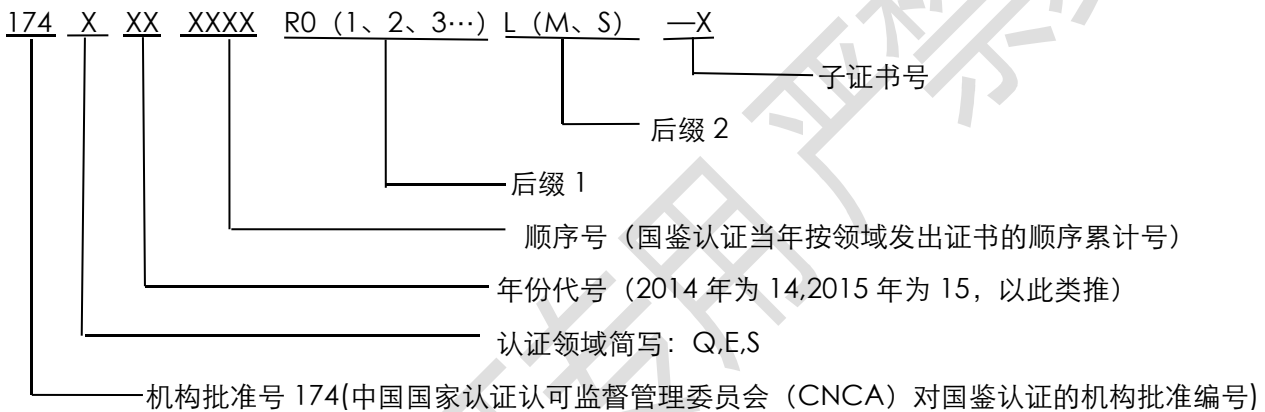 174 X XX XXXX R0（1、2、3…）L（M、S） —X
子证书号
后缀 2
后缀 1
顺序号（国鉴认证当年按领域发出证书的顺序累计号）
年份代号（2014 年为 14,2015 年为 15，以此类推）
认证领域简写：Q,E,S
机构批准号 174(中国国家认证认可监督管理委员会（CNCA）对国鉴认证的机构批准编号)